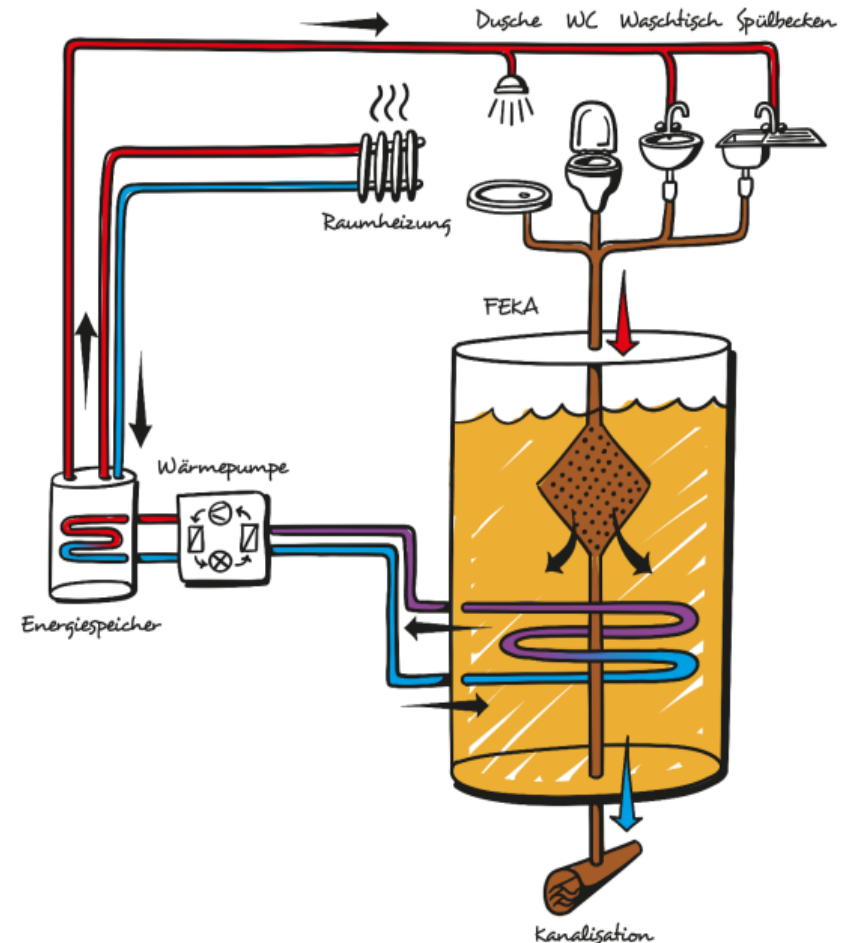 Dusche WC Waschtisch Spülbecken
Raumheizung
FEKA
Wärmepumpe
Energiespeicher
Kanalisation